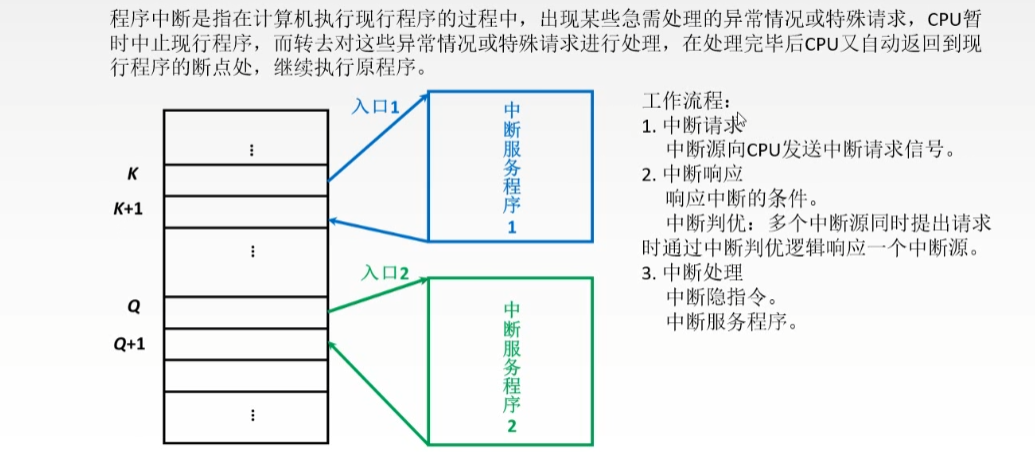 程序中断是指在计算机执行现行程序的过程中，出现某些急需处理的异常情况或特殊请求，CPU暂
时中止现行程序，而转去对这些异常情况或特殊请求进行处理，在处理完毕后CPU又自动返回到现
行程序的断点处，继续执行原程序。
入口1
中断服务程序1
K
K+1
⋮
⋮
入口2
中断服务程序2
Q
Q+1
⋮
工作流程：
1. 中断请求
中断源向CPU发送中断请求信号。
2. 中断响应
响应中断的条件。
中断判优：多个中断源同时提出请求
时通过中断判优逻辑响应一个中断源。
3. 中断处理
中断隐指令。
中断服务程序。